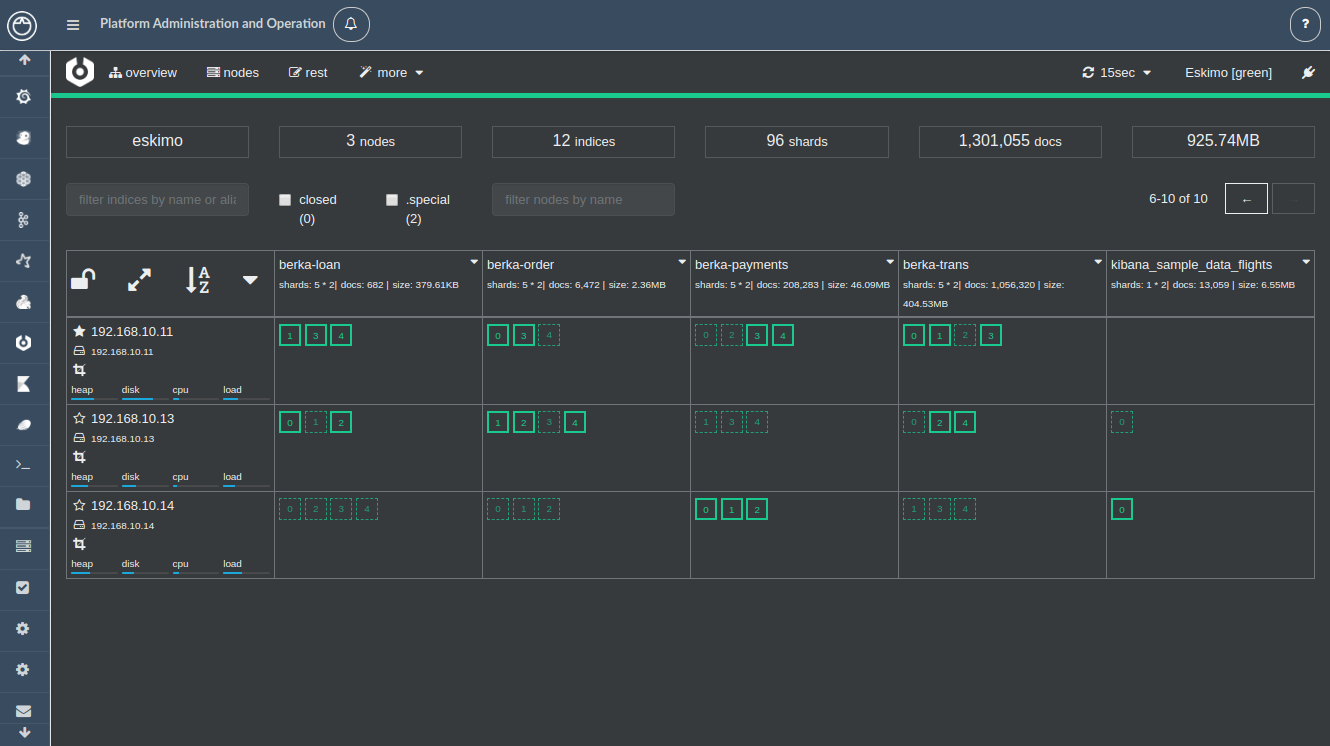 Platform Administration and Operation
?
overview nodes rest more 15sec Eskimo [green]
eskimo 3 nodes 12 indices 96 shards 1,301,055 docs 925.74MB
filter indices by name or alia closed (0) .special (2) filter nodes by name 6-10 of 10 ←
berka-loan
shards: 5 * 2| docs: 682 | size: 379.61KB
berka-order
shards: 5 * 2| docs: 6,472 | size: 2.36MB
berka-payments
shards: 5 * 2| docs: 208,283 | size: 46.09MB
berka-trans
shards: 5 * 2| docs: 1,056,320 | size:
404.53MB
kibana_sample_data_flights
shards: 1 * 2| docs: 13,059 | size: 6.55MB
A
Z
192.168.10.11
192.168.10.11
heap disk cpu load
1 3 4
0 3 4
0 2 3 4
0 1 2 3
192.168.10.13
192.168.10.13
heap disk cpu load
0 1 2
1 2 3 4
1 3 4
0 2 4
0
192.168.10.14
192.168.10.14
heap disk cpu load
0 2 3 4
0 1 2
0 1 2
1 3 4
0